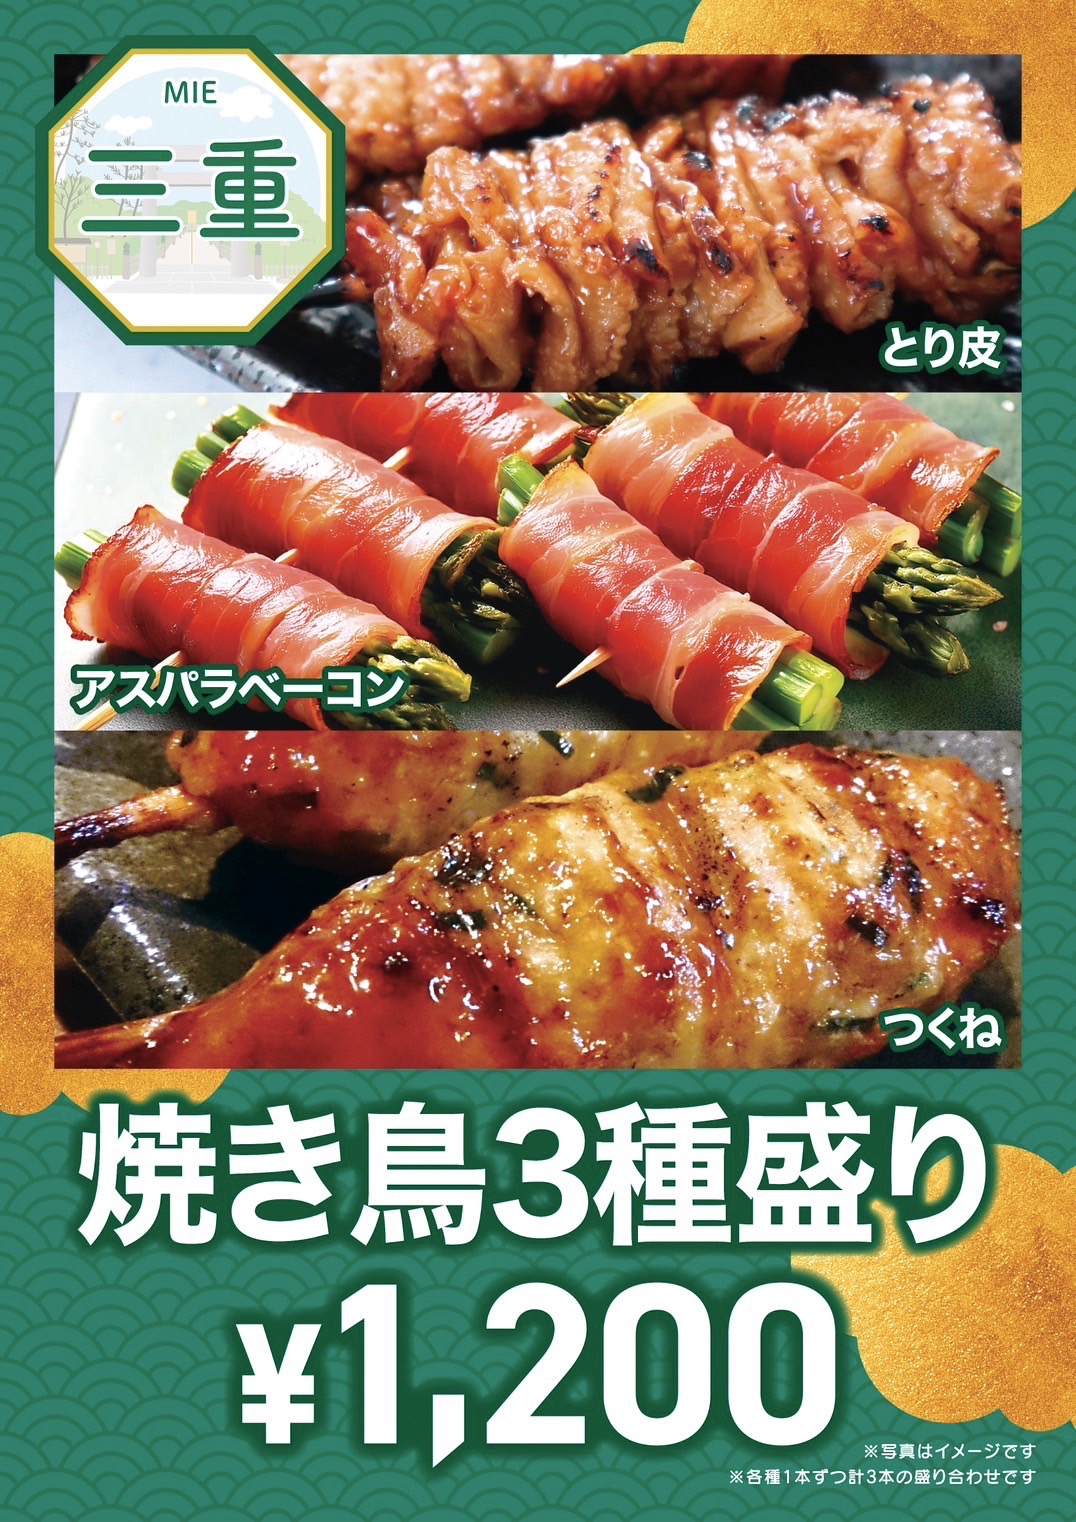 MIE
三重
とり皮
アスパラベーコン
つくね
焼き鳥3種盛り
¥1,200
※写真はイメージです
※各種1本ずつ計3本の盛り合わせです